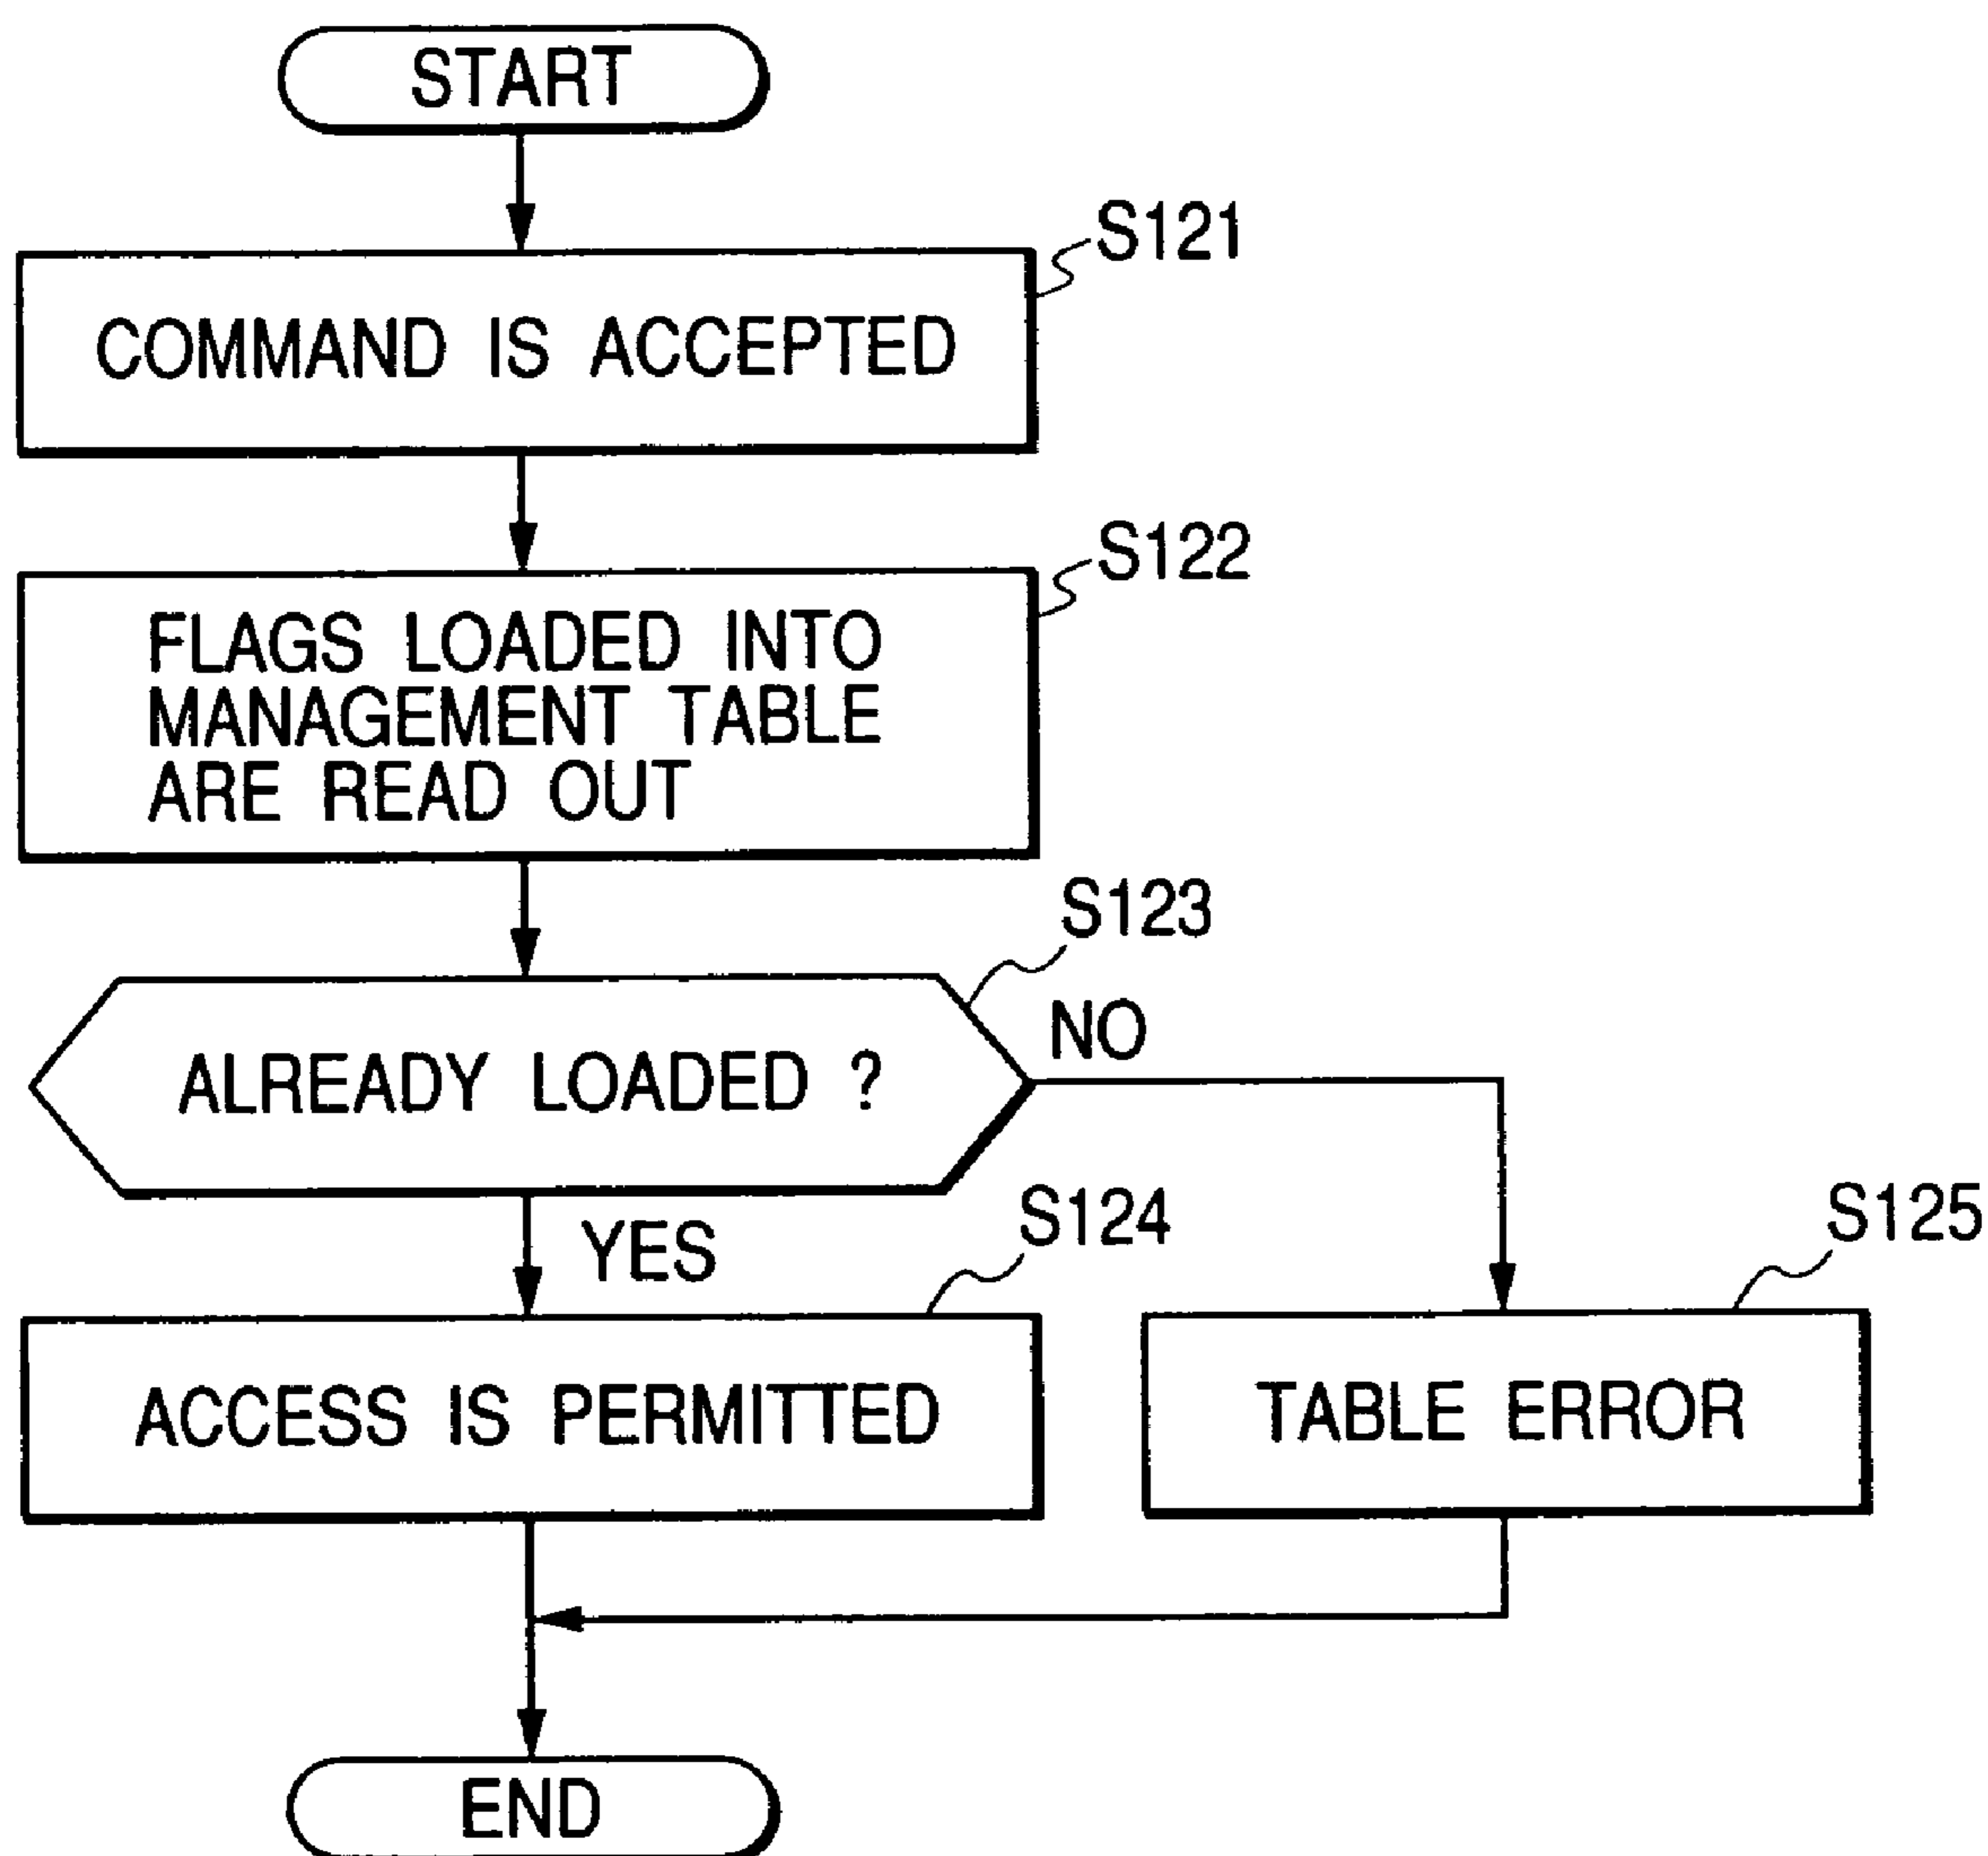 START
S121
COMMAND IS ACCEPTED
S122
FLAGS LOADED INTO
MANAGEMENT TABLE
ARE READ OUT
S123
NO
ALREADY LOADED ?
YES
S124
S125
ACCESS IS PERMITTED
TABLE ERROR
END